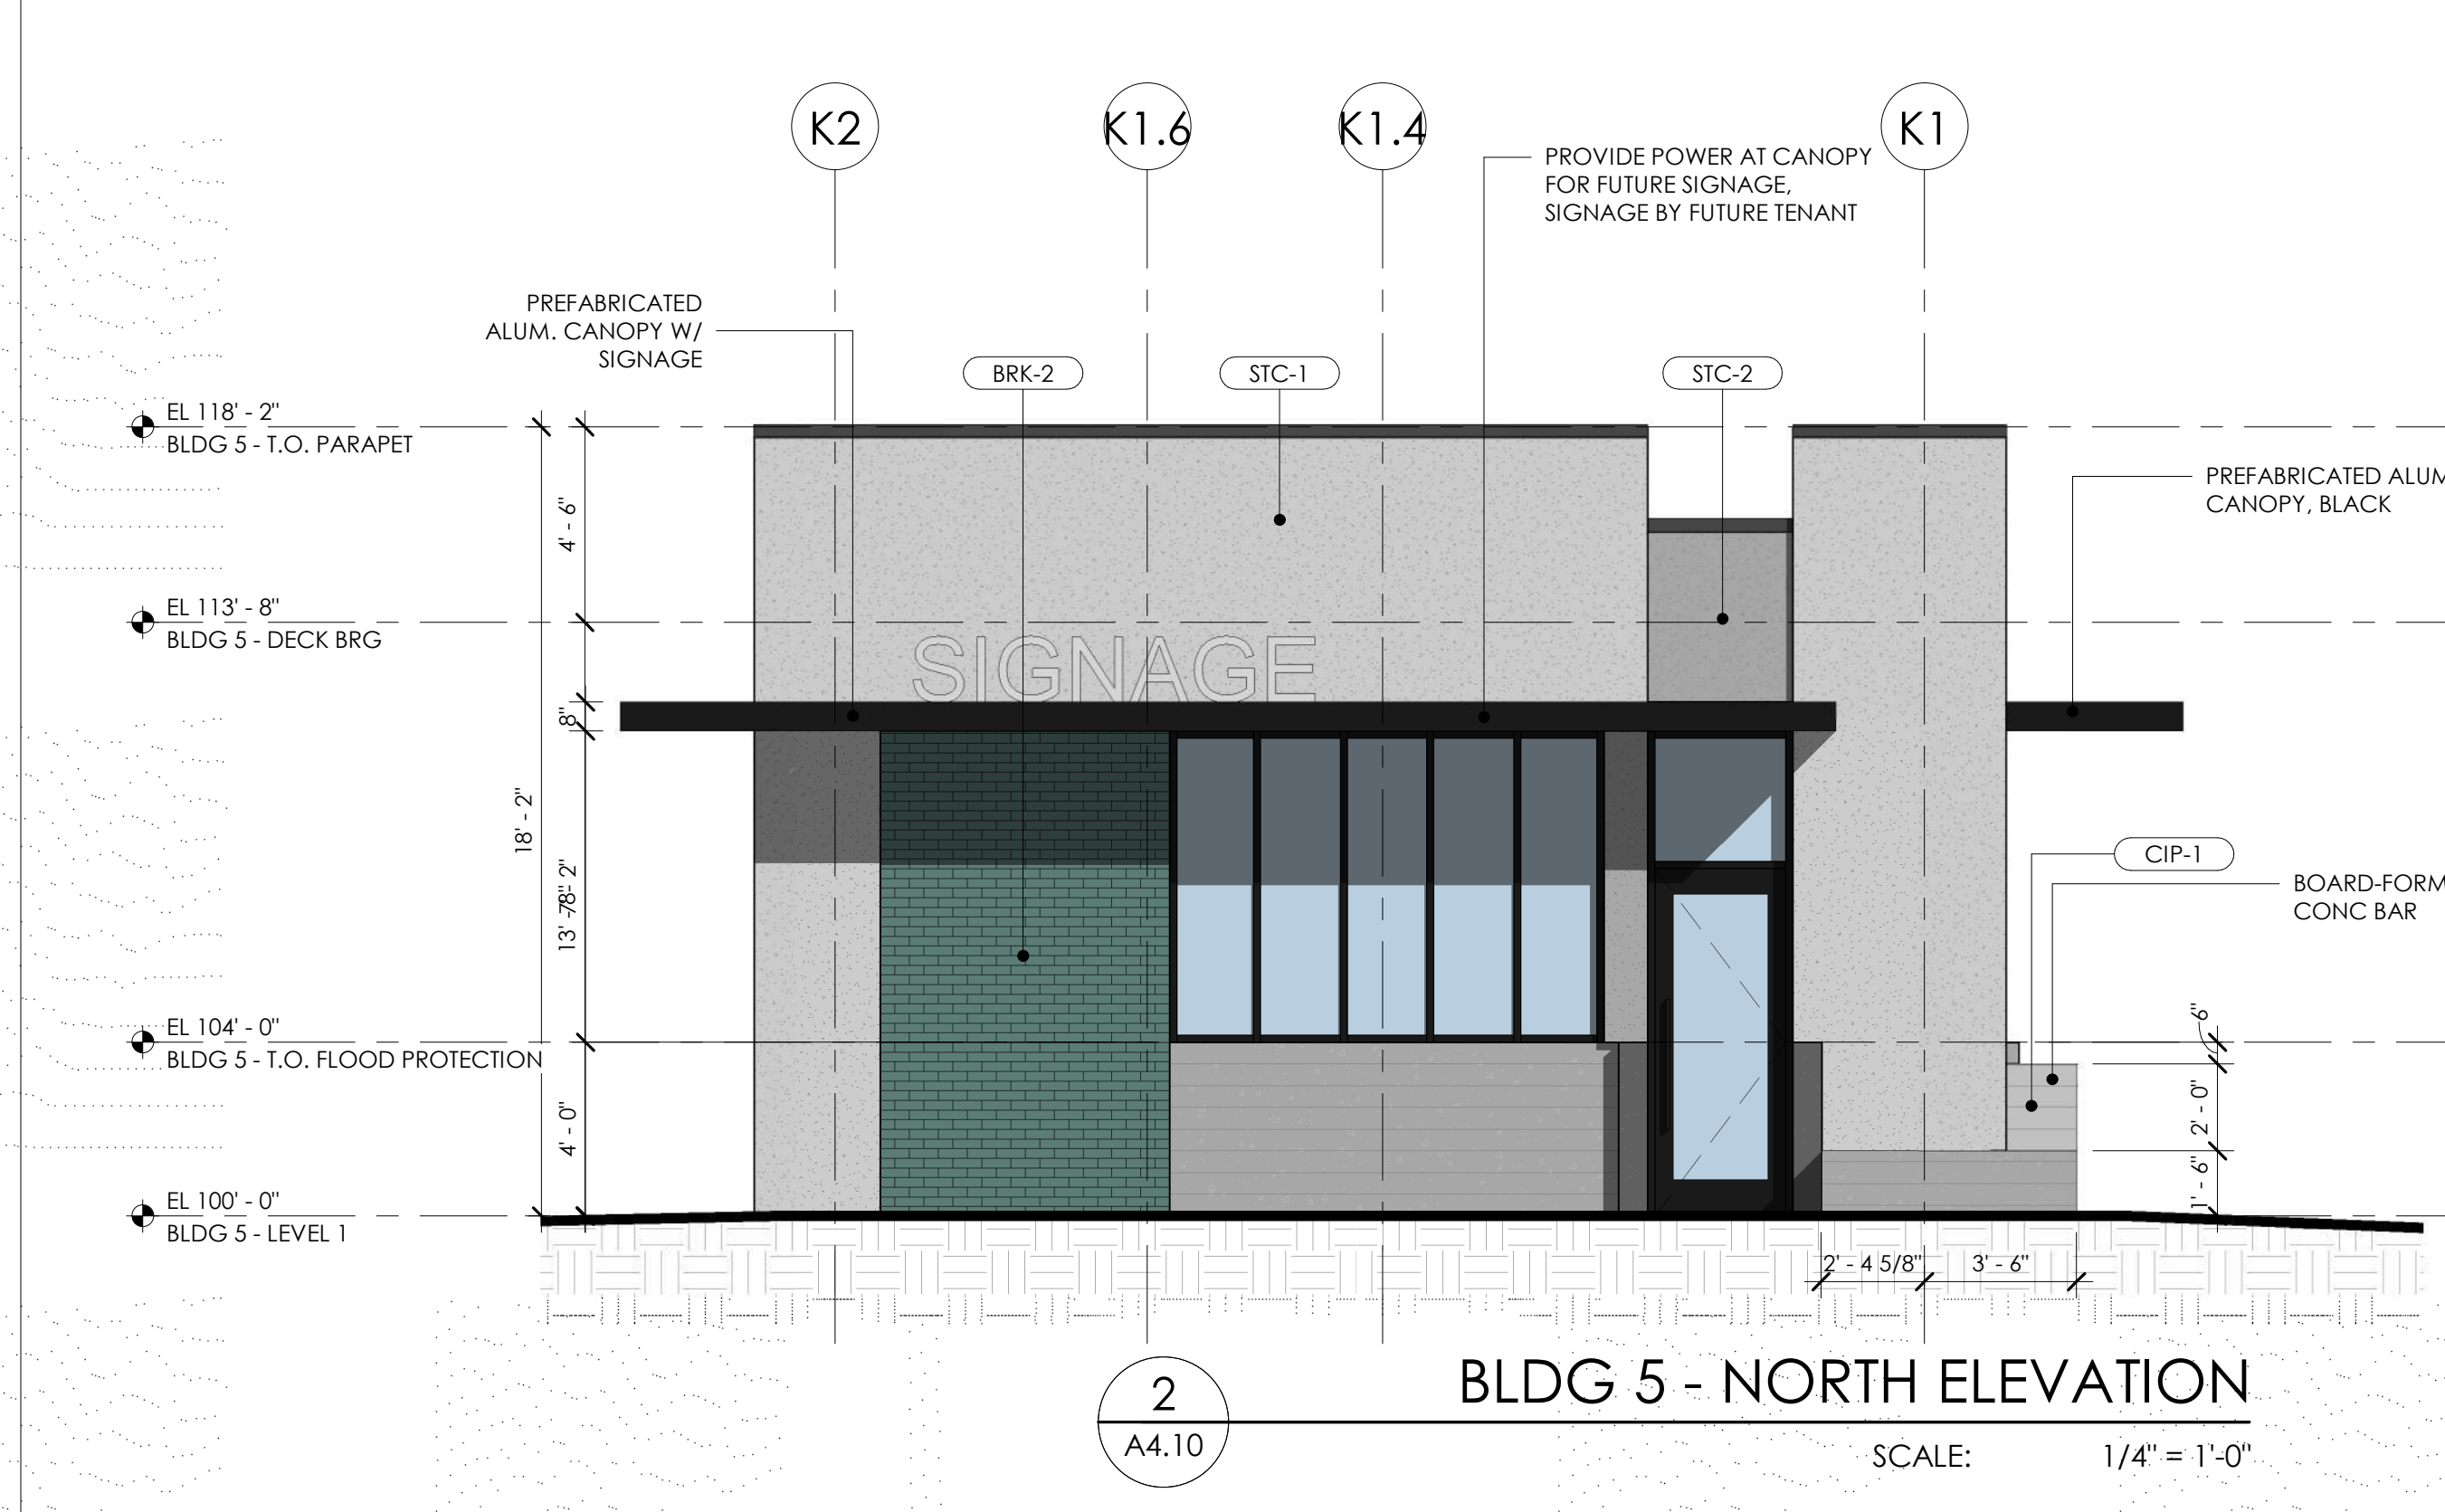 K2
K1.6
K1.4
K1
PROVIDE POWER AT CANOPY
FOR FUTURE SIGNAGE,
SIGNAGE BY FUTURE TENANT
PREFABRICATED
ALUM. CANOPY W/
SIGNAGE
BRK-2
STC-1
STC-2
EL 118' - 2"
BLDG 5 - T.O. PARAPET
PREFABRICATED ALUM
CANOPY, BLACK
4' - 6"
EL 113' - 8"
BLDG 5 - DECK BRG
SIGNAGE
8"
18' - 2"
CIP-1
BOARD-FORM
CONC BAR
6"
EL 104' - 0"
BLDG 5 - T.O. FLOOD PROTECTION
4' - 0"
2' - 0"
1' - 6"
EL 100' - 0"
BLDG 5 - LEVEL 1
2' - 4 5/8"
3' - 6"
2
A4.10
BLDG 5 - NORTH ELEVATION
SCALE:
1/4" = 1'-0"